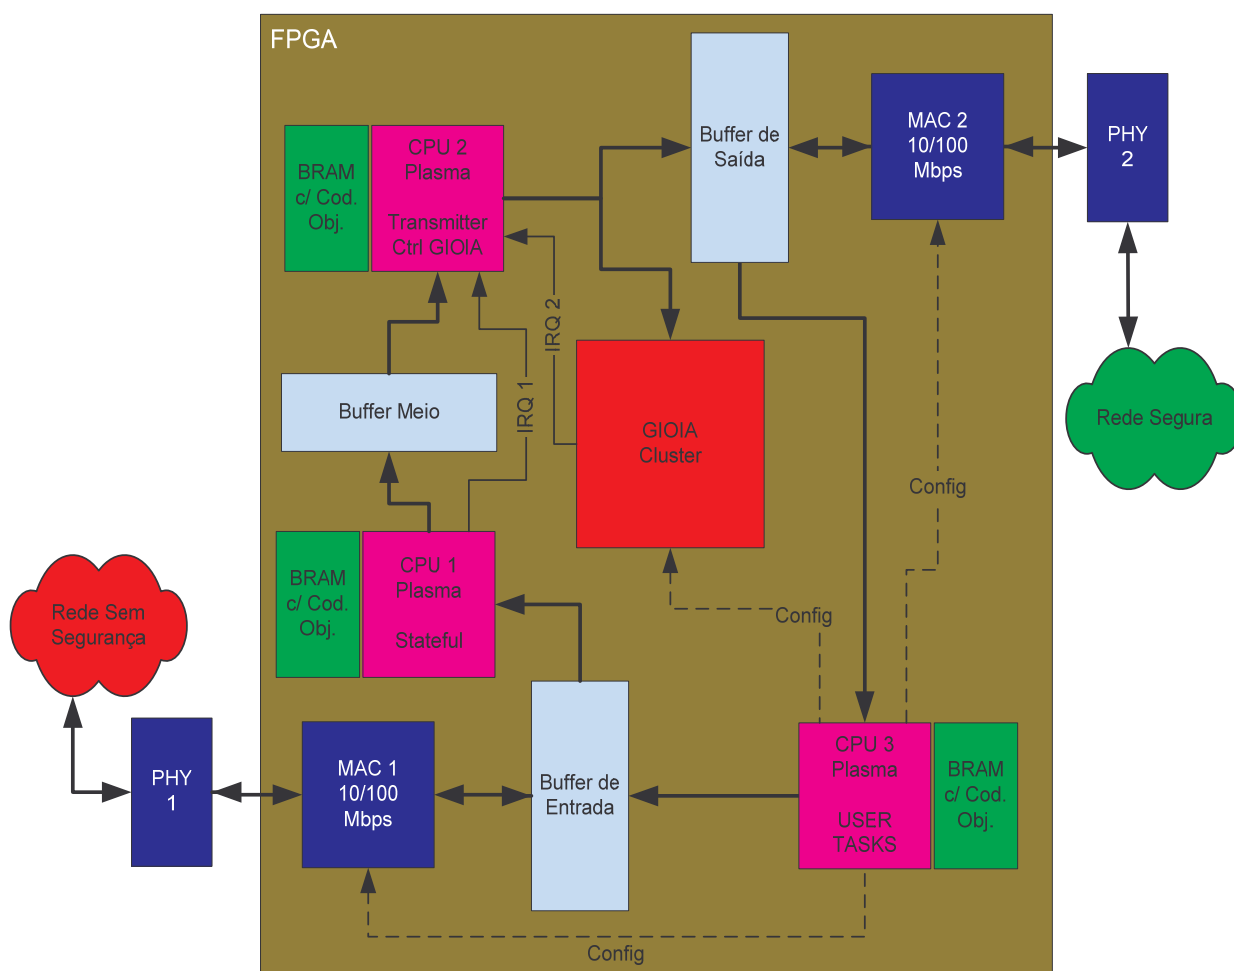 FPGA
Buffer de
Saída
MAC 2
10/100
Mbps
PHY
2
BRAM
c/ Cod.
Obj.
CPU 2
Plasma
Transmitter
Ctrl GIOIA
IRQ 2
IRQ 1
Buffer Meio
GIOIA
Cluster
Rede Segura
Config
BRAM
c/ Cod.
Obj.
CPU 1
Plasma
Stateful
Rede Sem
Segurança
Config
PHY
1
MAC 1
10/100
Mbps
Buffer de
Entrada
CPU 3
Plasma
USER
TASKS
BRAM
c/ Cod.
Obj.
Config